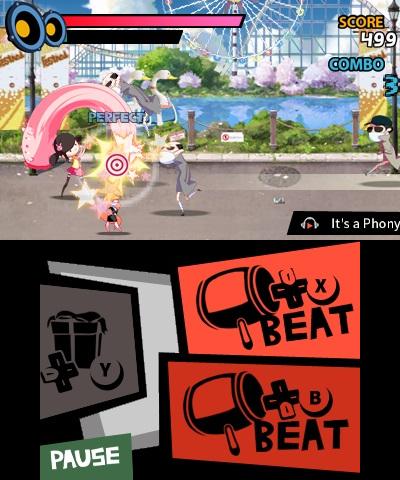 SCORE
499
COMBO
3
PERFECT
It's a Phony
X
BEAT
Y
B
BEAT
PAUSE